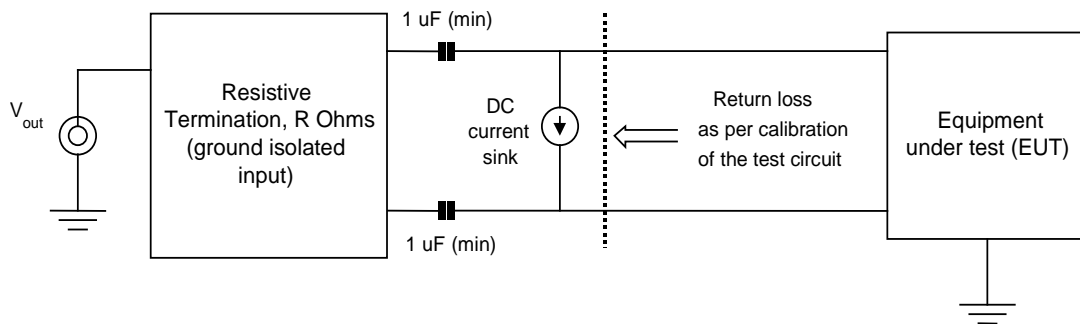 1 uF (min)
V out
Resistive
Termination, R Ohms
(ground isolated
input)
DC
current
sink
Return loss
as per calibration
of the test circuit
Equipment
under test (EUT)
1 uF (min)